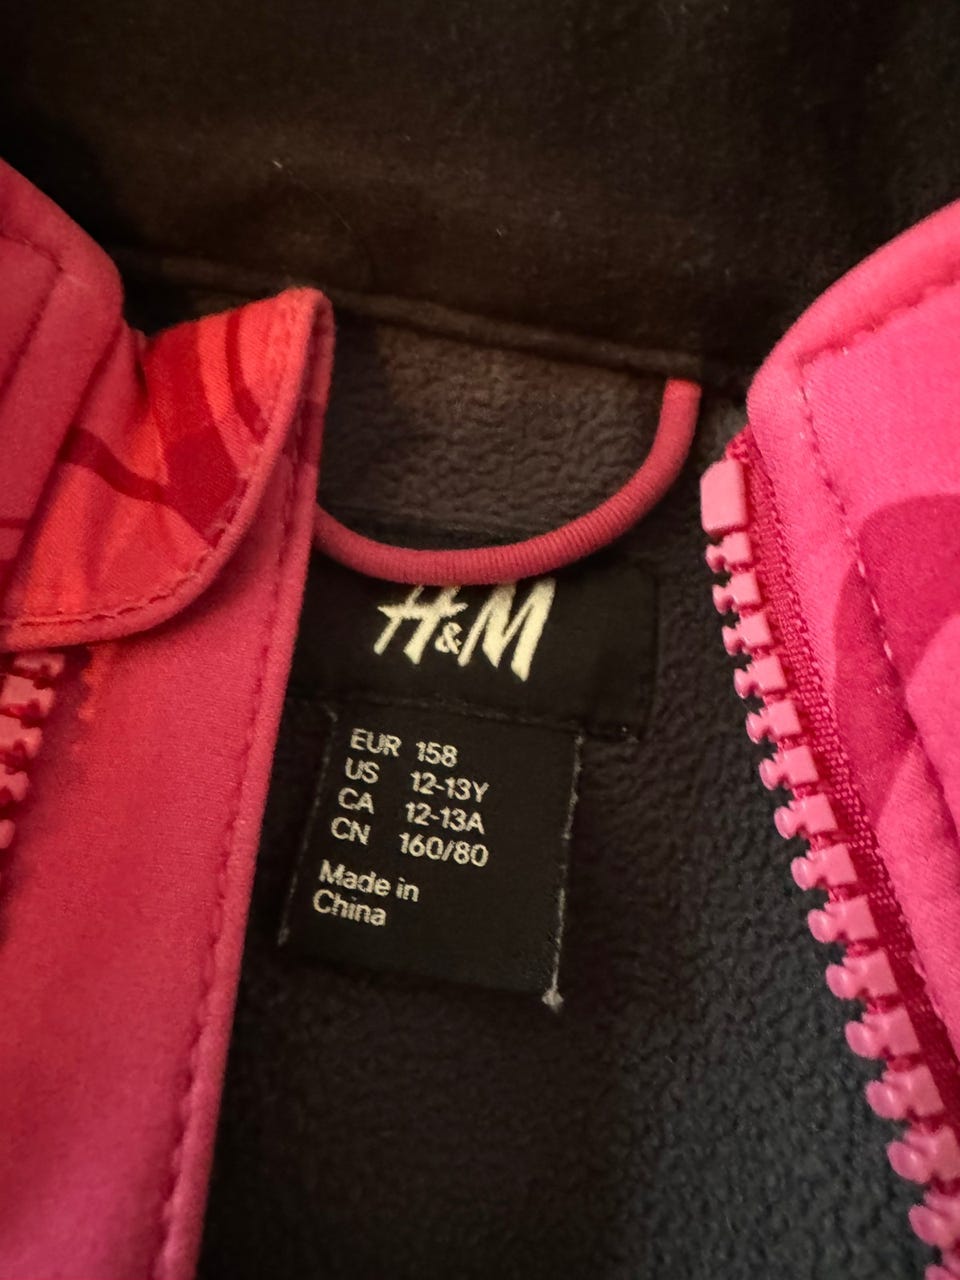 H&M
EUR 158
US 12-13Y
CA 12-13A
CN 160/80
Made in
China